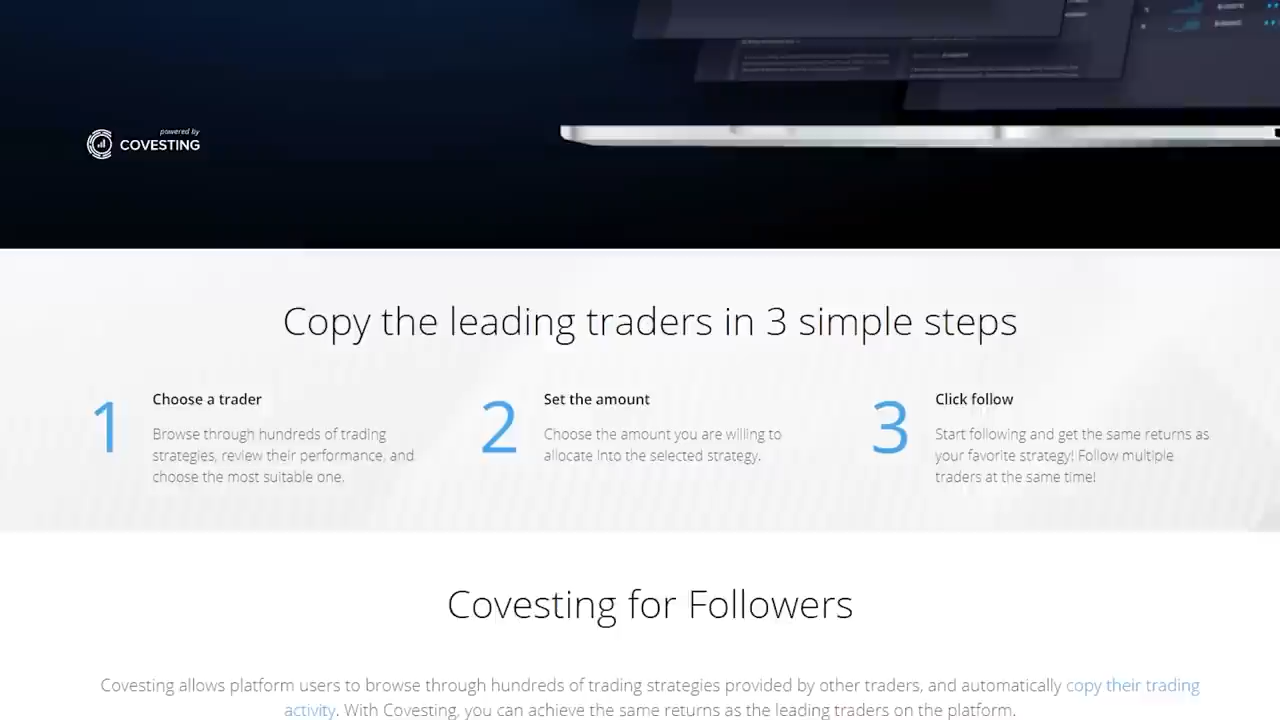 powered by
COVESTING
Copy the leading traders in 3 simple steps
1
Choose a trader
Browse through hundreds of trading
strategies, review their performance, and
choose the most suitable one.
2
Set the amount
Choose the amount you are willing to
allocate into the selected strategy.
3
Click follow
Start following and get the same returns as
your favorite strategy! Follow multiple
traders at the same time!
Covesting for Followers
Covesting allows platform users to browse through hundreds of trading strategies provided by other traders, and automatically copy their trading
activity. With Covesting, you can achieve the same returns as the leading traders on the platform.